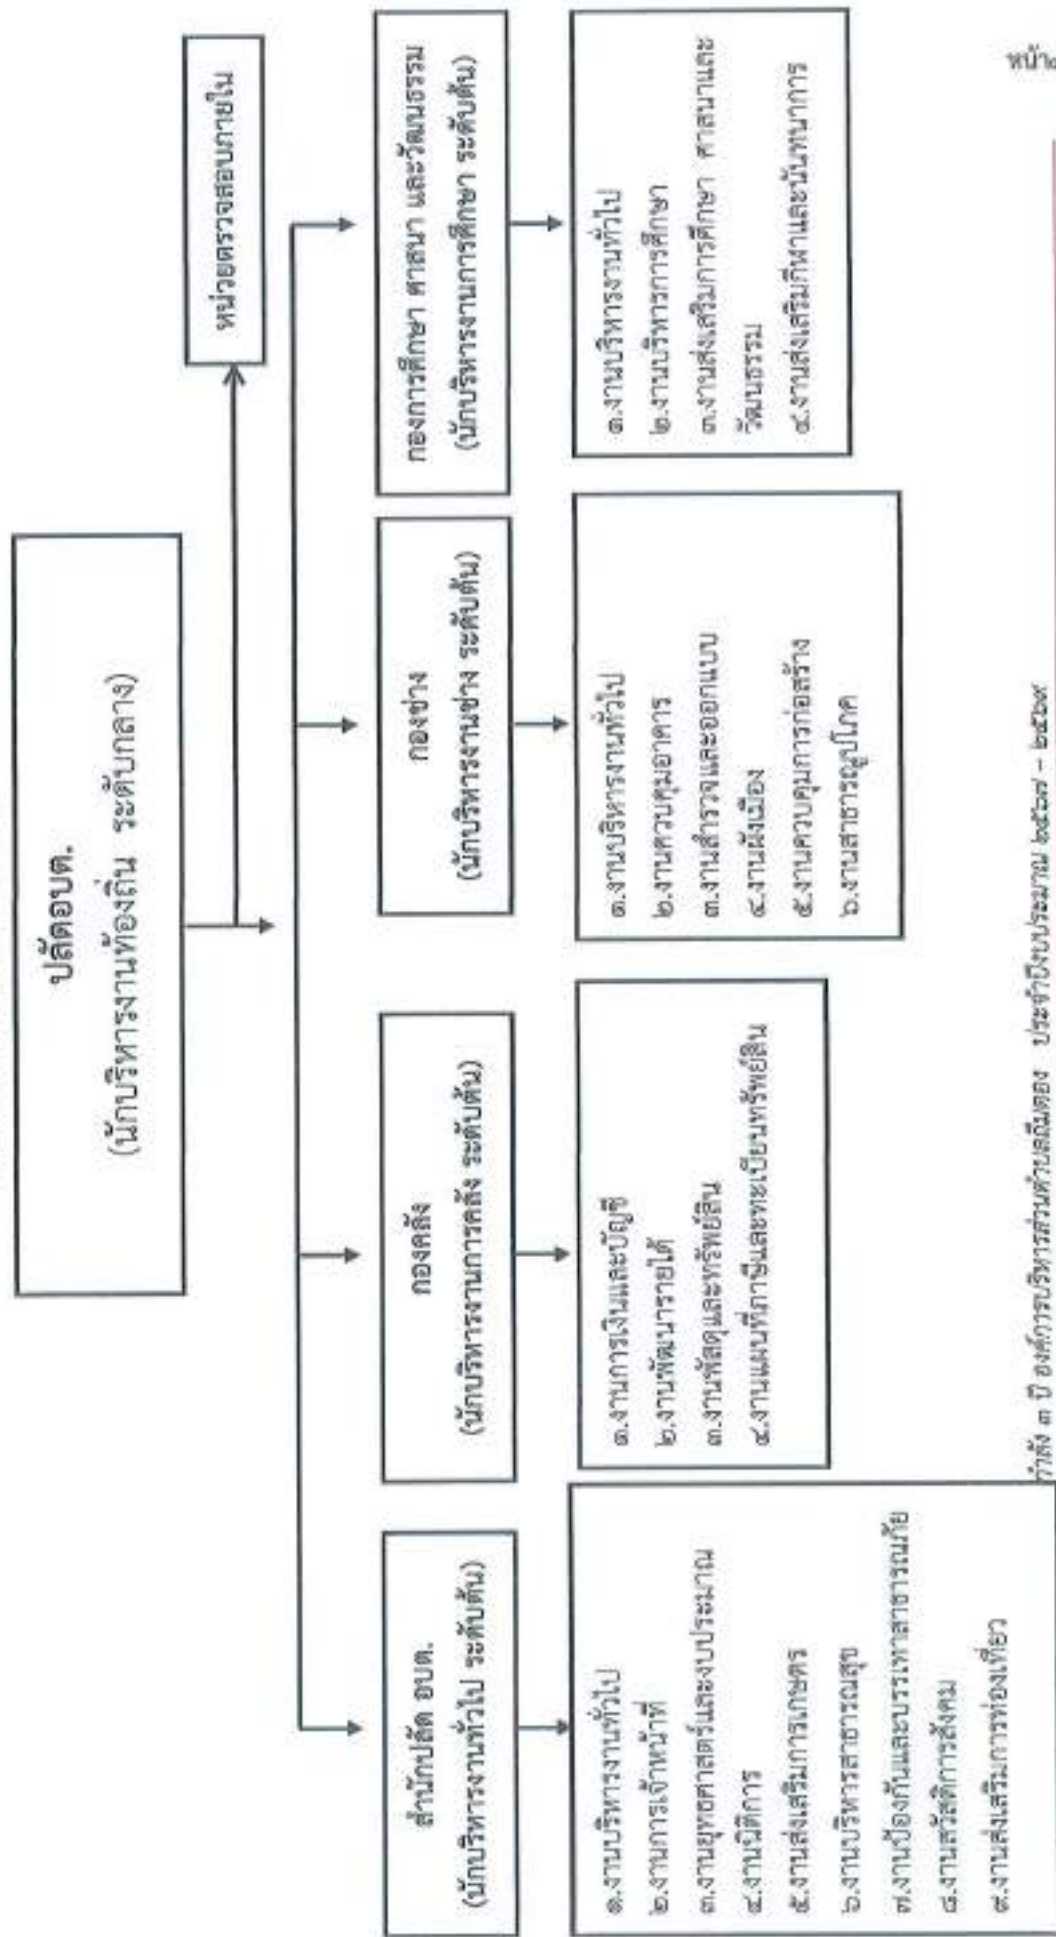 ปลัดอบต.
(นักบริหารงานท้องถิ่น ระดับกลาง)
หน่วยตรวจสอบภายใน
สำนักปลัด อบต.
(นักบริหารงานทั่วไป ระดับต้น)
๑.งานบริหารงานทั่วไป
๒.งานการเจ้าหน้าที่
๓.งานยุทธศาสตร์และงบประมาณ
๔.งานนิติการ
๕.งานส่งเสริมการเกษตร
๖.งานบริหารสาธารณสุข
๗.งานป้องกันและบรรเทาสาธารณภัย
๘.งานสวัสดิการสังคม
๙.งานส่งเสริมการท่องเที่ยว
กองคลัง
(นักบริหารงานการคลัง ระดับต้น)
๑.งานการเงินและบัญชี
๒.งานพัฒนารายได้
๓.งานพัสดุและทรัพย์สิน
๔.งานแผนที่ภาษีและทะเบียนทรัพย์สิน
กองช่าง
(นักบริหารงานช่าง ระดับต้น)
๑.งานบริหารงานทั่วไป
๒.งานควบคุมอาคาร
๓.งานสำรวจและออกแบบ
๔.งานผังเมือง
๕.งานควบคุมการก่อสร้าง
๖.งานสาธารณูปโภค
กองการศึกษา ศาสนา และวัฒนธรรม
(นักบริหารงานการศึกษา ระดับต้น)
๑.งานบริหารงานทั่วไป
๒.งานบริหารการศึกษา
๓.งานส่งเสริมการศึกษา ศาสนาและ
วัฒนธรรม
๔.งานส่งเสริมกีฬาและนันทนาการ
กำลัง ๓ ปี องค์การบริหารส่วนตำบลถืมตอง ประจำปีงบประมาณ ๒๕๖๗ - ๒๕๖๙
หน้า